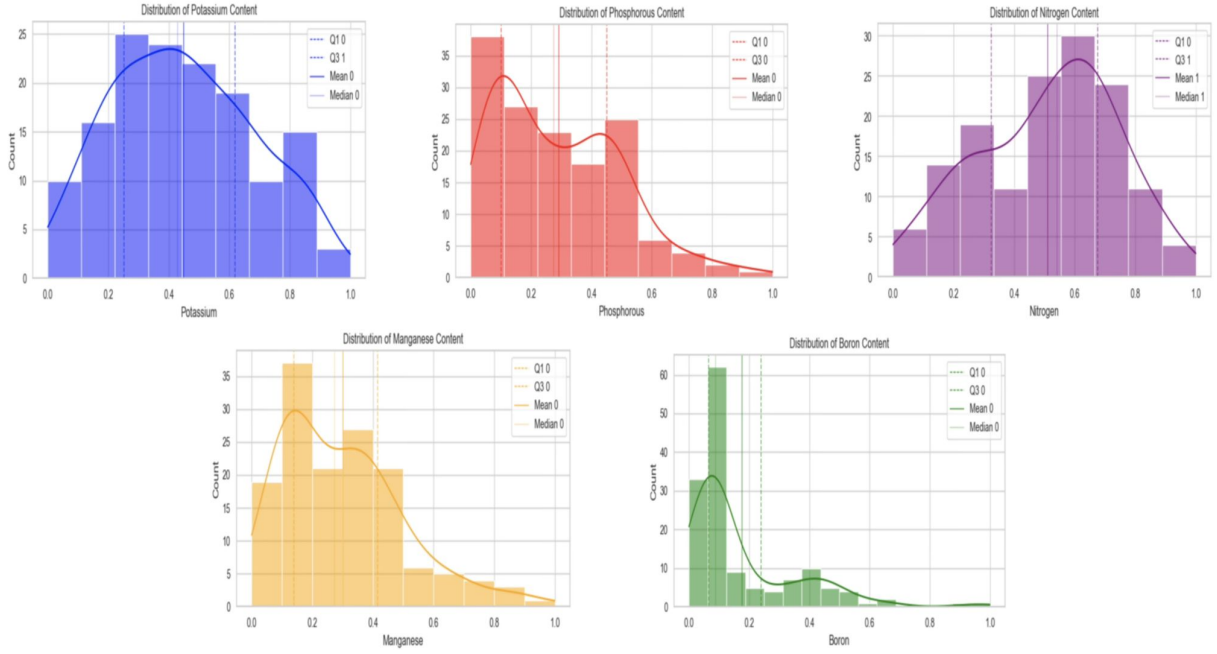 Distribution of Potassium Content
25
20
15
10
5
0
Count
0.0 0.2 0.4 0.6 0.8 1.0
Potassium
Q1 0
Q3 1
Mean 0
Median 0
Distribution of Phosphorous Content
35
30
25
20
15
10
5
0
Count
0.0 0.2 0.4 0.6 0.8 1.0
Phosphorous
Q1 0
Q3 0
Mean 0
Median 0
Distribution of Nitrogen Content
30
25
20
15
10
5
0
Count
0.0 0.2 0.4 0.6 0.8 1.0
Nitrogen
Q1 0
Q3 1
Mean 1
Median 1
Distribution of Manganese Content
35
30
25
20
15
10
5
0
Count
0.0 0.2 0.4 0.6 0.8 1.0
Manganese
Q1 0
Q3 0
Mean 0
Median 0
Distribution of Boron Content
60
50
40
30
20
10
0
Count
0.0 0.2 0.4 0.6 0.8 1.0
Boron
Q1 0
Q3 0
Mean 0
Median 0